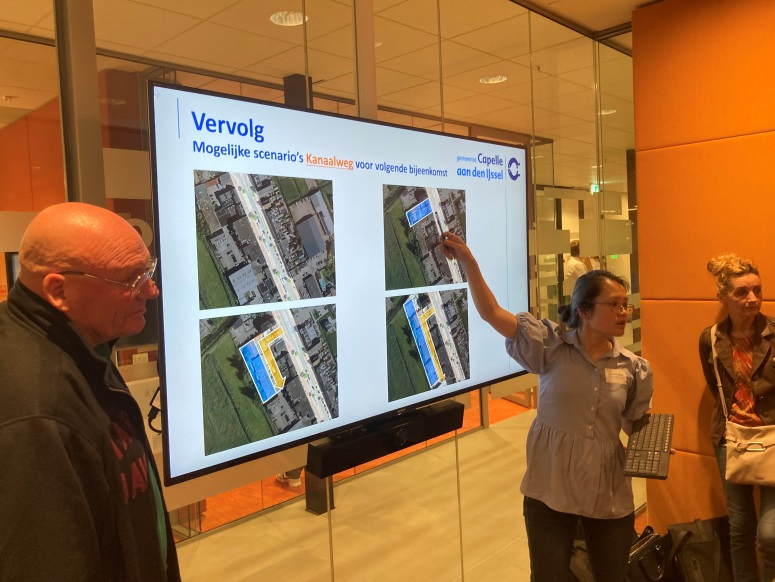 Vervolg
Mogelijke scenario's Kanaalweg voor volgende bijeenkomst
gemeente Capelle
aan den IJssel